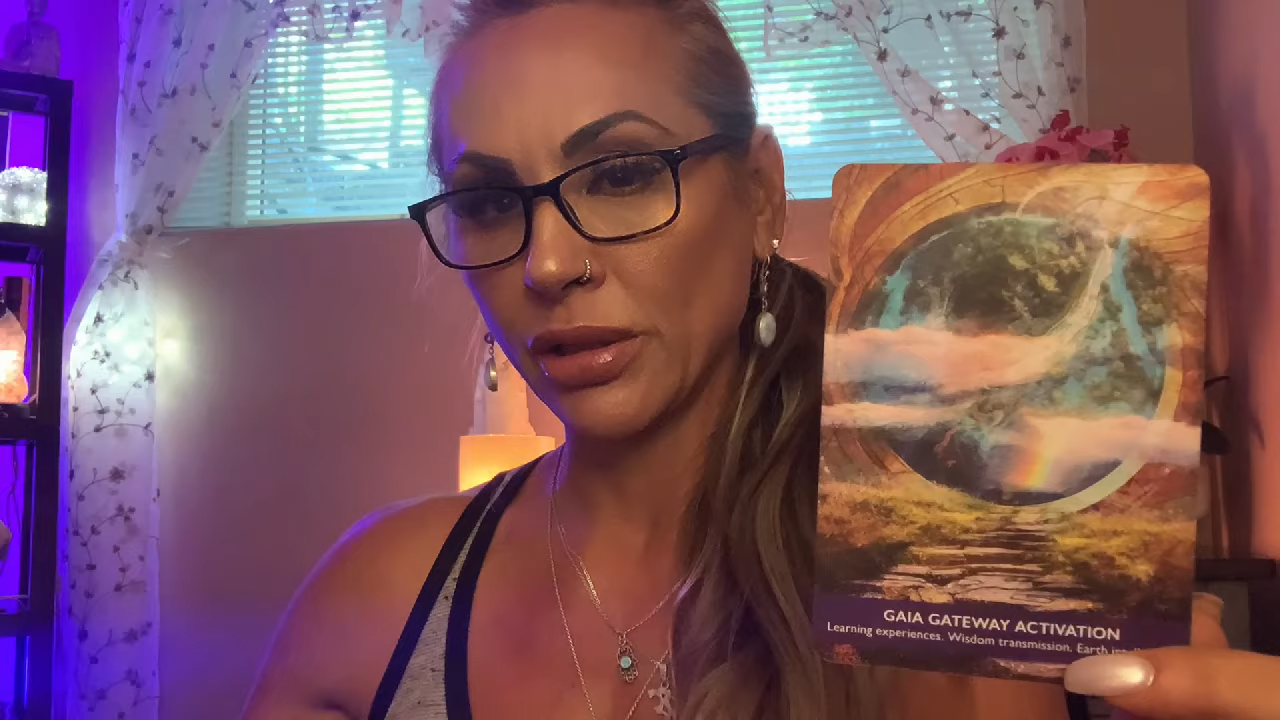 GAIA GATEWAY ACTIVATION
Learning experiences. Wisdom transmission. Earth